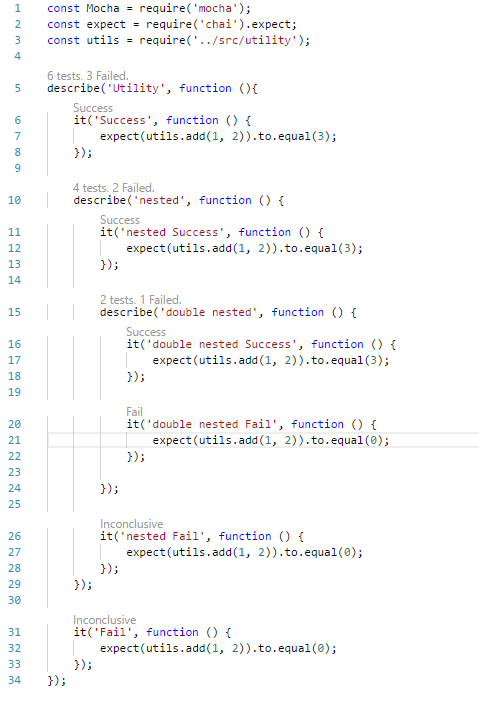 1 const Mocha = require('mocha');
2 const expect = require('chai').expect;
3 const utils = require('../src/utility');
4
6 tests. 3 Failed.
5 describe('Utility', function (){
Success
6 it('Success', function () {
7 expect(utils.add(1, 2)).to.equal(3);
8 });
9
4 tests. 2 Failed.
10 describe('nested', function () {
Success
11 it('nested Success', function () {
12 expect(utils.add(1, 2)).to.equal(3);
13 });
14
2 tests. 1 Failed.
15 describe('double nested', function () {
Success
16 it('double nested Success', function () {
17 expect(utils.add(1, 2)).to.equal(3);
18 });
19
Fail
20 it('double nested Fail', function () {
21 expect(utils.add(1, 2)).to.equal(0);
22 });
23
24 });
25
Inconclusive
26 it('nested Fail', function () {
27 expect(utils.add(1, 2)).to.equal(0);
28 });
29 });
30
Inconclusive
31 it('Fail', function () {
32 expect(utils.add(1, 2)).to.equal(0);
33 });
34 });